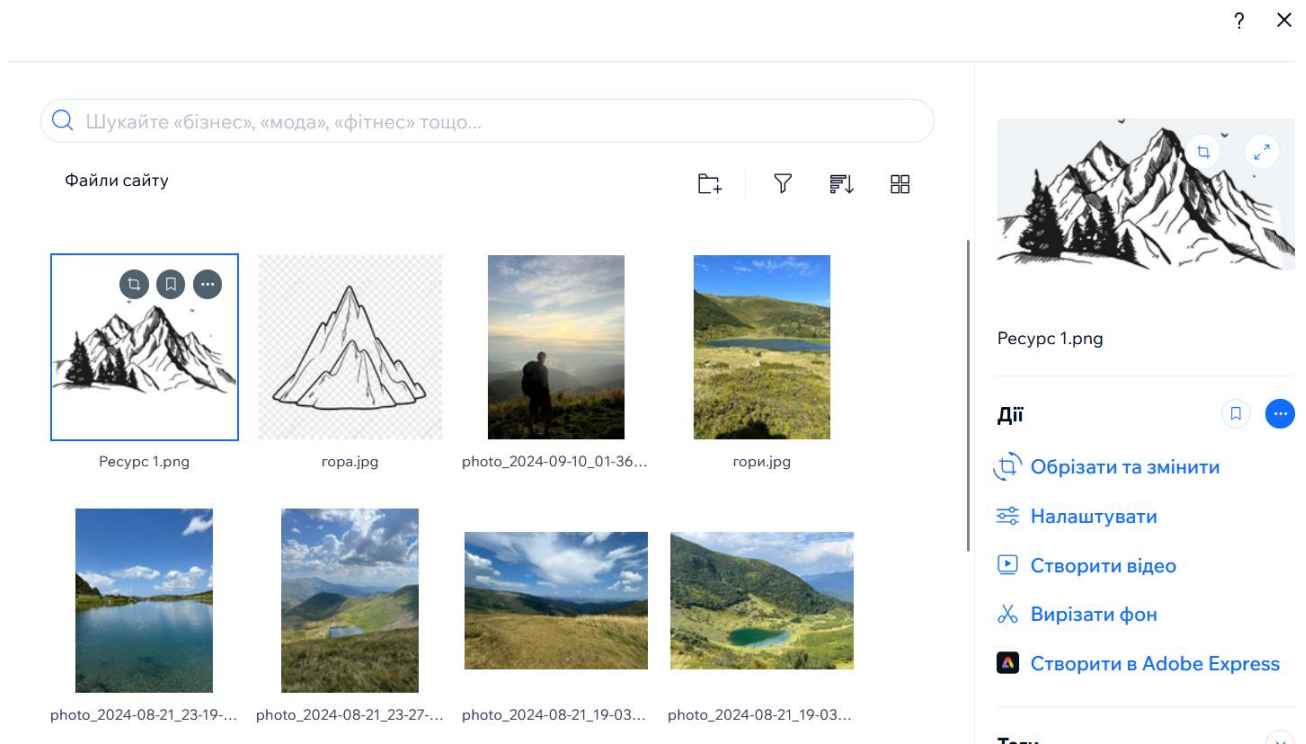 ?
Шукайте «бізнес», «мода», «фітнес» тощо...
Файли сайту
Ресурс 1.png
гора.jpg
photo_2024-09-10_01-36...
гори.jpg
photo_2024-08-21_23-19-...
photo_2024-08-21_23-27-...
photo_2024-08-21_19-03...
photo_2024-08-21_19-03...
Ресурс 1.png
Дії
Обрізати та змінити
Налаштувати
Створити відео
Вирізати фон
Створити в Adobe Express